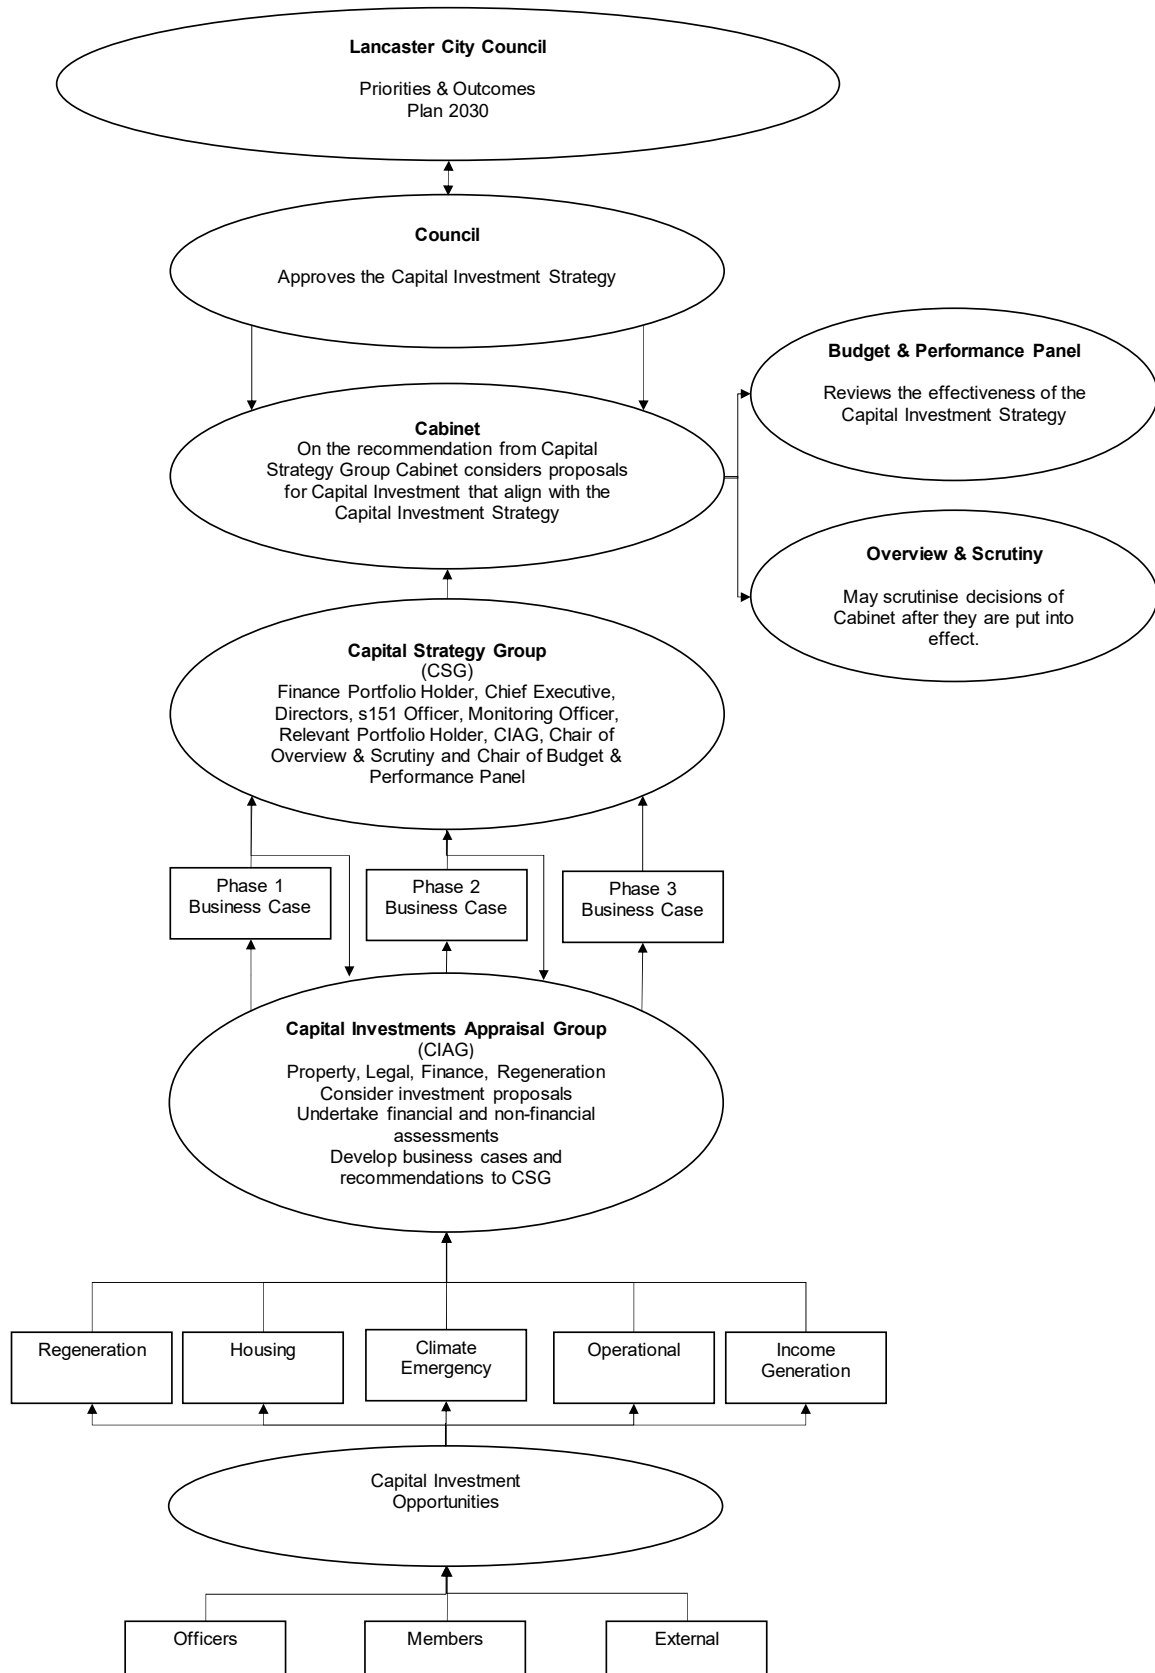 Lancaster City Council
Priorities & Outcomes
Plan 2030
Council
Approves the Capital Investment Strategy
Budget & Performance Panel
Reviews the effectiveness of the
Capital Investment Strategy
Cabinet
On the recommendation from Capital
Strategy Group Cabinet considers proposals
for Capital Investment that align with the
Capital Investment Strategy
Overview & Scrutiny
May scrutinise decisions of
Cabinet after they are put into
effect.
Capital Strategy Group
(CSG)
Finance Portfolio Holder, Chief Executive,
Directors, s151 Officer, Monitoring Officer,
Relevant Portfolio Holder, CIAG, Chair of
Overview & Scrutiny and Chair of Budget &
Performance Panel
Phase 1
Business Case
Phase 2
Business Case
Phase 3
Business Case
Capital Investments Appraisal Group
(CIAG)
Property, Legal, Finance, Regeneration
Consider investment proposals
Undertake financial and non-financial
assessments
Develop business cases and
recommendations to CSG
Regeneration
Housing
Climate
Emergency
Operational
Income
Generation
Capital Investment
Opportunities
Officers
Members
External